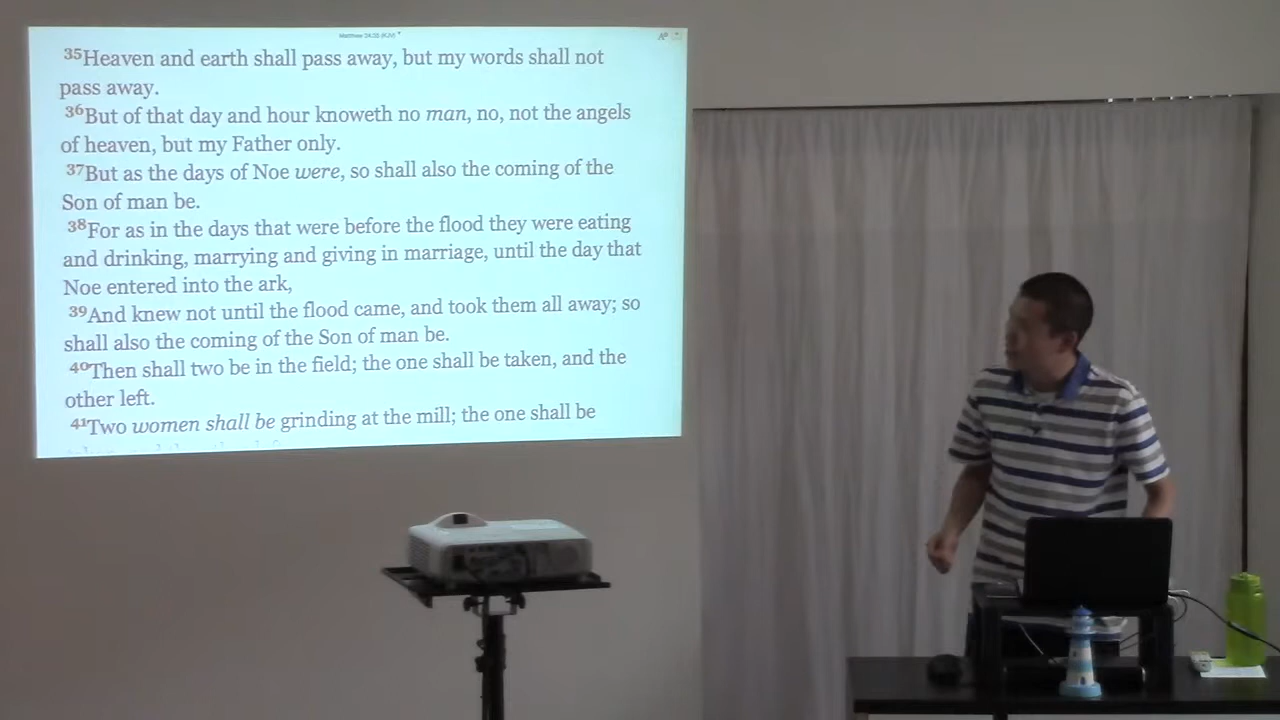 Matthew 24:35 (KJV)
35Heaven and earth shall pass away, but my words shall not
pass away.
36But of that day and hour knoweth no man, no, not the angels
of heaven, but my Father only.
37But as the days of Noe were, so shall also the coming of the
Son of man be.
38For as in the days that were before the flood they were eating
and drinking, marrying and giving in marriage, until the day that
Noe entered into the ark,
39And knew not until the flood came, and took them all away; so
shall also the coming of the Son of man be.
40Then shall two be in the field; the one shall be taken, and the
other left.
41Two women shall be grinding at the mill; the one shall be